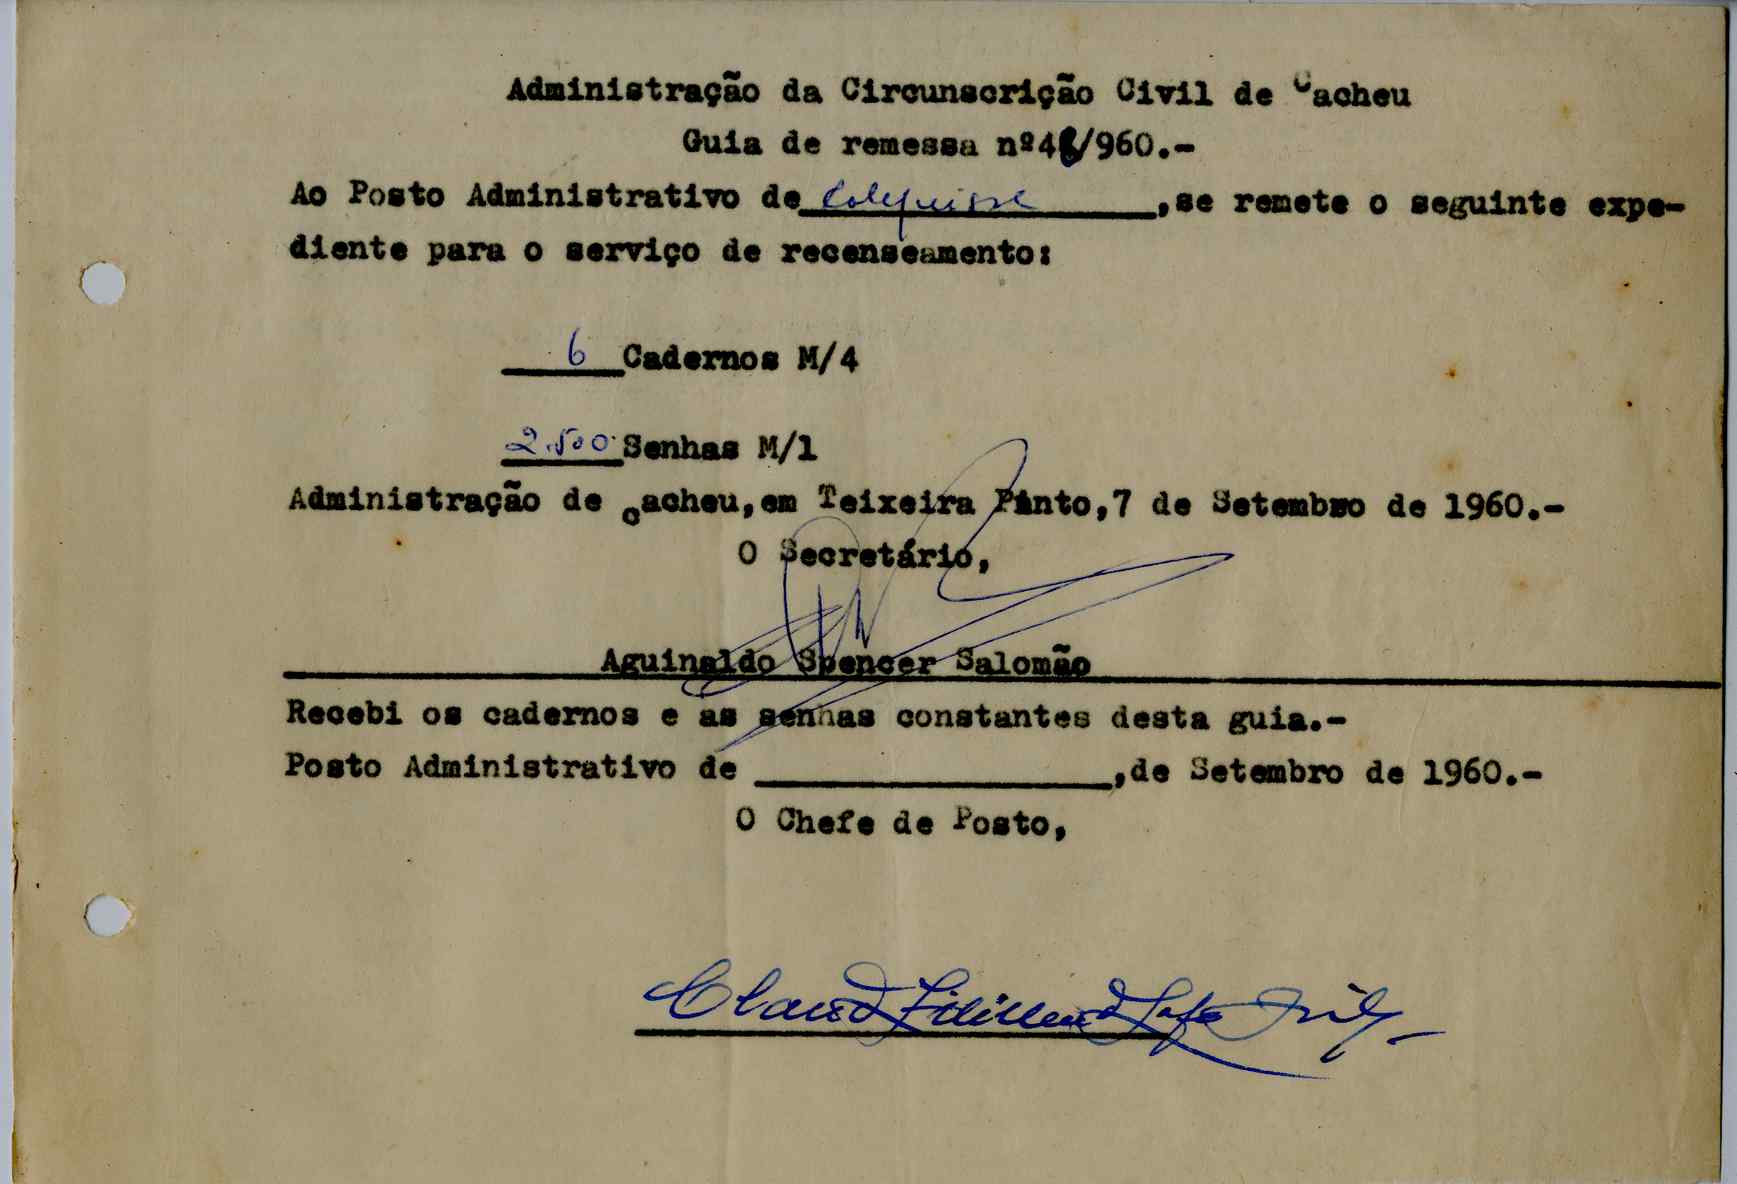 Administração da Circunscrição Civil de Cacheu
Guia de remessa nº48/960.-
Ao Posto Administrativo de Calequisse,se remete o seguinte expe-
diente para o serviço de recenseamento:
6 Cadernos M/4
2.500 Senhas M/1
Administração de Cacheu,em Teixeira Pinto,7 de Setembro de 1960.-
O Secretário,
Aguinaldo Spencer Salomão
Recebi os cadernos e as senhas constantes desta guia.-
Posto Administrativo de ,de Setembro de 1960.-
O Chefe de Posto,